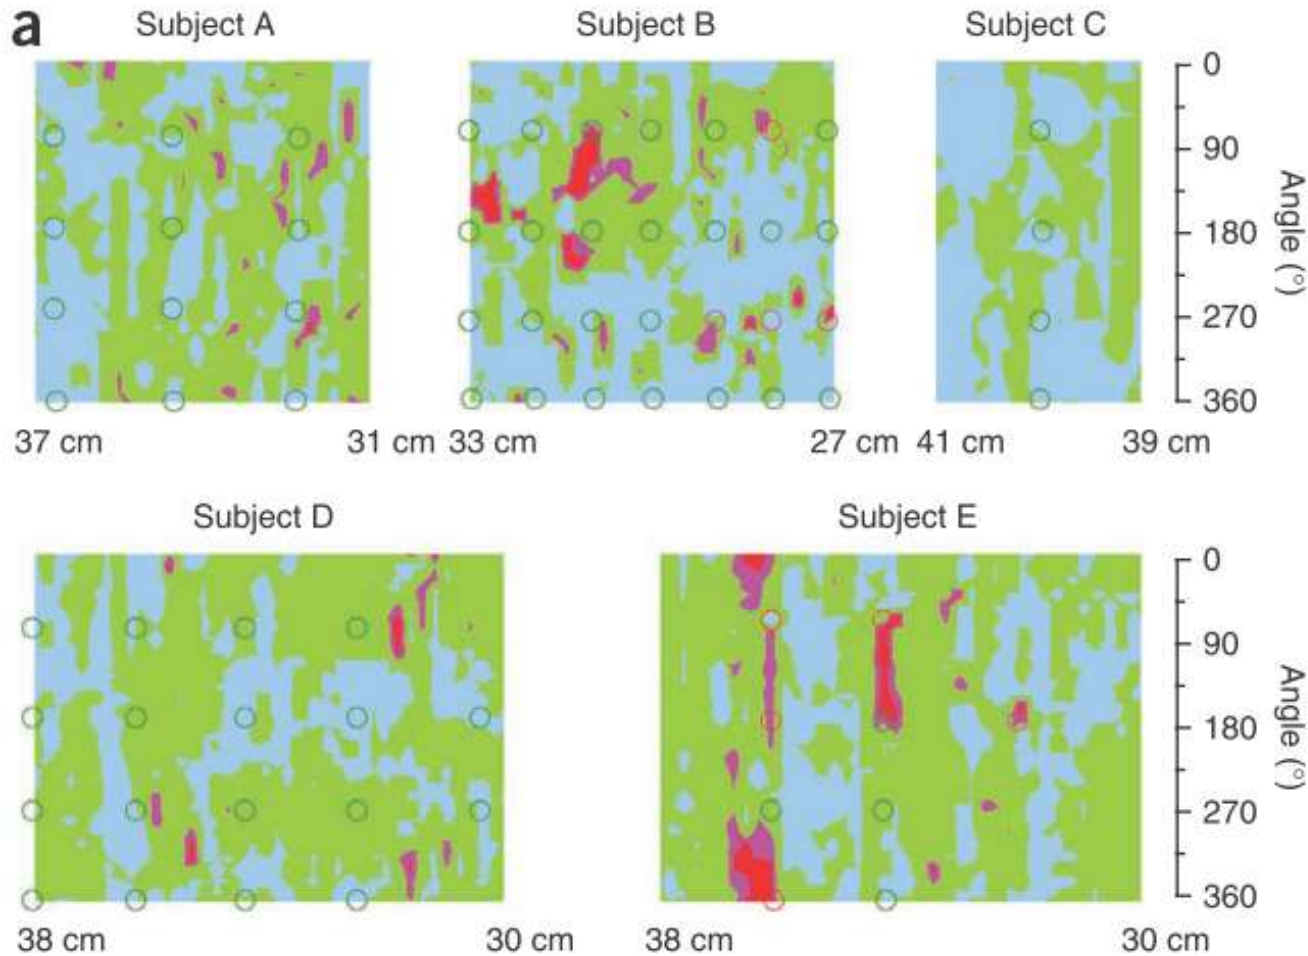 a
Subject A
Subject B
Subject C
0
90
180
270
360
Angle (°)
37 cm
31 cm
33 cm
27 cm
41 cm
39 cm
Subject D
Subject E
0
90
180
270
360
Angle (°)
38 cm
30 cm
38 cm
30 cm